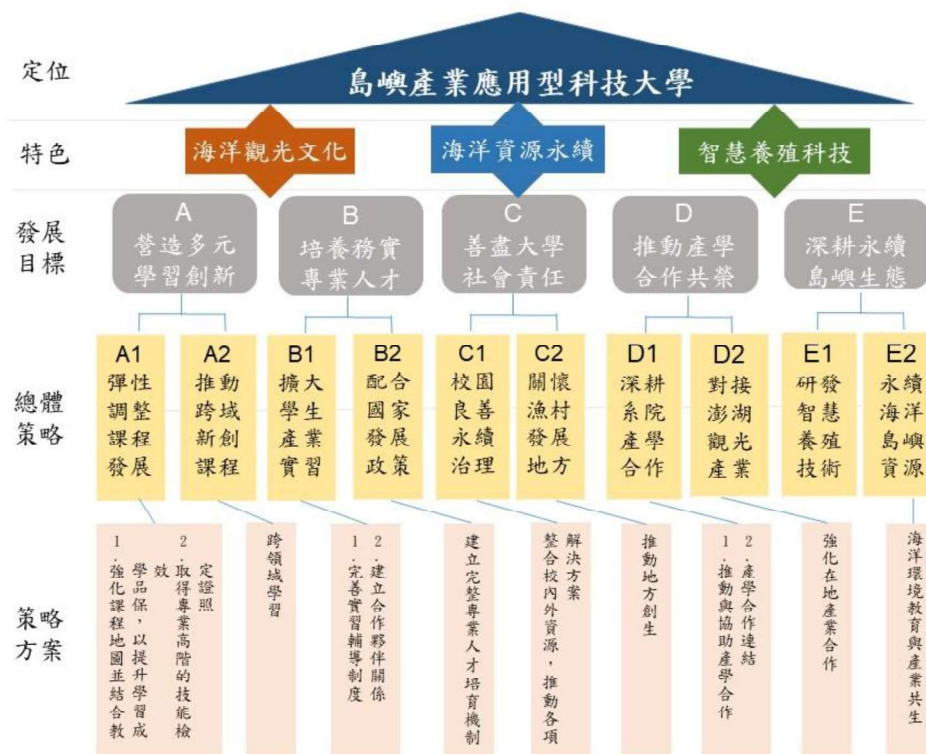 定位
島嶼產業應用型科技大學
特色
海洋觀光文化
海洋資源永續
智慧養殖科技
發展
目標
A
營造多元
學習創新
B
培養務實
專業人才
C
善盡大學
社會責任
D
推動產學
合作共榮
E
深耕永續
島嶼生態
總體
策略
A1
彈性
調整
課程
發展
A2
推動
跨域
新創
課程
B1
擴大
學生
產業
實習
B2
配合
國家
發展
政策
C1
校園
良善
永續
治理
C2
關懷
漁村
發展
地方
D1
深耕
系院
產學
合作
D2
對接
澎湖
觀光
產業
E1
研發
智慧
養殖
技術
E2
永續
海洋
島嶼
資源
策略
方案
1.強化課程地圖並結合教
學品保，以提升學習成
效
2.取得專業高階的技能檢
定證照
跨領域學習
1.完善實習輔導制度
2.建立合作夥伴關係
建立完整專業人才培育機制
整合校內外資源，推動各項
解決方案
推動地方創生
1.推動與協助產學合作
2.產學合作連結
強化在地產業合作
海洋環境教育與產業共生